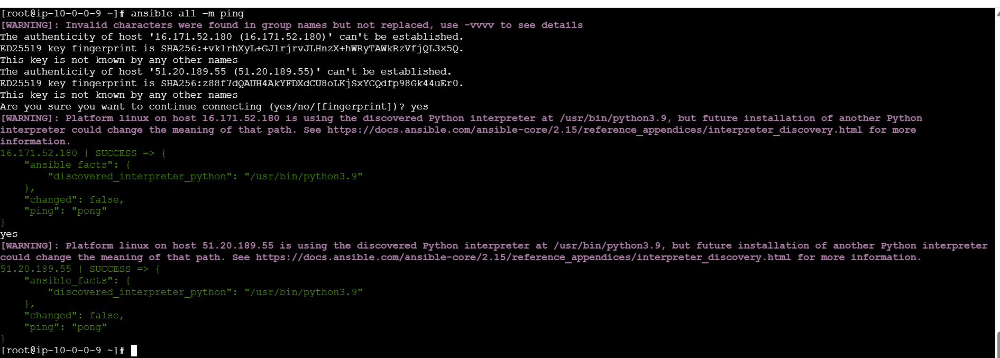 [root@ip-10-0-0-9 ~]# ansible all -m ping
[WARNING]: Invalid characters were found in group names but not replaced, use -vvvv to see details
The authenticity of host '16.171.52.180 (16.171.52.180)' can't be established.
ED25519 key fingerprint is SHA256:+vklrhXyL+GJlrjrvJLHnzX+hWRyTAWkRzVfjQL3x5Q.
This key is not known by any other names
The authenticity of host '51.20.189.55 (51.20.189.55)' can't be established.
ED25519 key fingerprint is SHA256:z88f7dQAUH4AkYFDXdCU8oLKjSxYCQdfp98Gk44uEr0.
This key is not known by any other names
Are you sure you want to continue connecting (yes/no/[fingerprint])? yes
[WARNING]: Platform linux on host 16.171.52.180 is using the discovered Python interpreter at /usr/bin/python3.9, but future installation of another Python
interpreter could change the meaning of that path. See https://docs.ansible.com/ansible-core/2.15/reference_appendices/interpreter_discovery.html for more
information.
16.171.52.180 | SUCCESS => {
    "ansible_facts": {
        "discovered_interpreter_python": "/usr/bin/python3.9"
    },
    "changed": false,
    "ping": "pong"
}
yes
[WARNING]: Platform linux on host 51.20.189.55 is using the discovered Python interpreter at /usr/bin/python3.9, but future installation of another Python interpreter
could change the meaning of that path. See https://docs.ansible.com/ansible-core/2.15/reference_appendices/interpreter_discovery.html for more information.
51.20.189.55 | SUCCESS => {
    "ansible_facts": {
        "discovered_interpreter_python": "/usr/bin/python3.9"
    },
    "changed": false,
    "ping": "pong"
}
[root@ip-10-0-0-9 ~]#